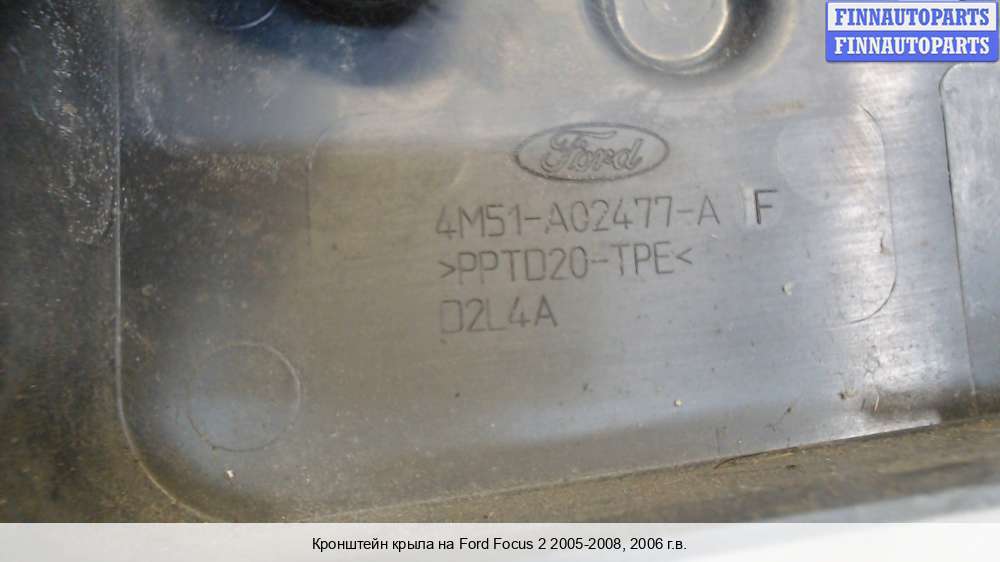 FINNAUTOPARTS
FINNAUTOPARTS
Ford
4M51-A02477-A F
>PPTD20-TPE<
D2L4A
Кронштейн крыла на Ford Focus 2 2005-2008, 2006 г.в.